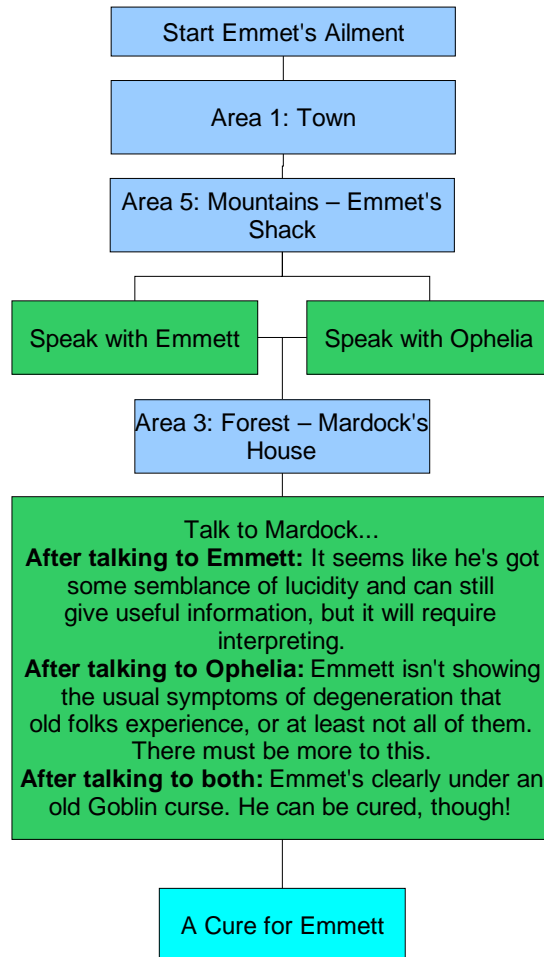 Start Emmet's Ailment
Area 1: Town
Area 5: Mountains – Emmet's
Shack
Speak with Emmett
Speak with Ophelia
Area 3: Forest – Mardock's
House
Talk to Mardock...
After talking to Emmett: It seems like he's got
some semblance of lucidity and can still
give useful information, but it will require
interpreting.
After talking to Ophelia: Emmett isn't showing
the usual symptoms of degeneration that
old folks experience, or at least not all of them.
There must be more to this.
After talking to both: Emmet's clearly under an
old Goblin curse. He can be cured, though!
A Cure for Emmett